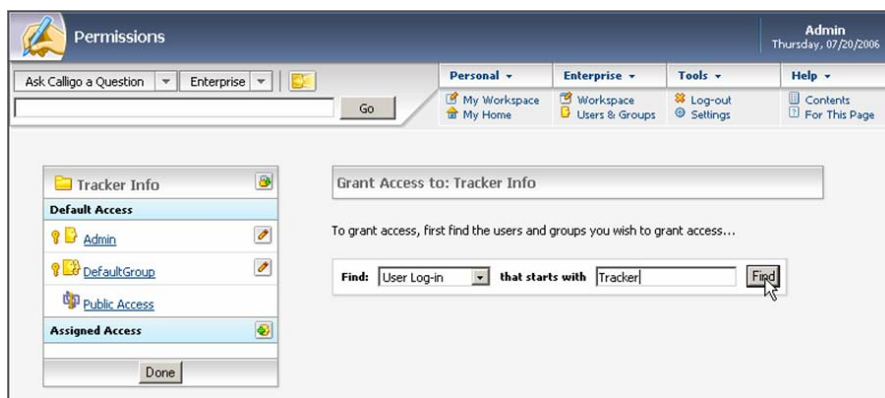 Permissions
Admin
Thursday, 07/20/2006
Ask Calligo a Question
Enterprise
Go
Personal
My Workspace
My Home
Enterprise
Workspace
Users & Groups
Tools
Log-out
Settings
Help
Contents
For This Page
Tracker Info
Default Access
Admin
DefaultGroup
Public Access
Assigned Access
Done
Grant Access to: Tracker Info
To grant access, first find the users and groups you wish to grant access...
Find: User Log-in that starts with Tracker Find